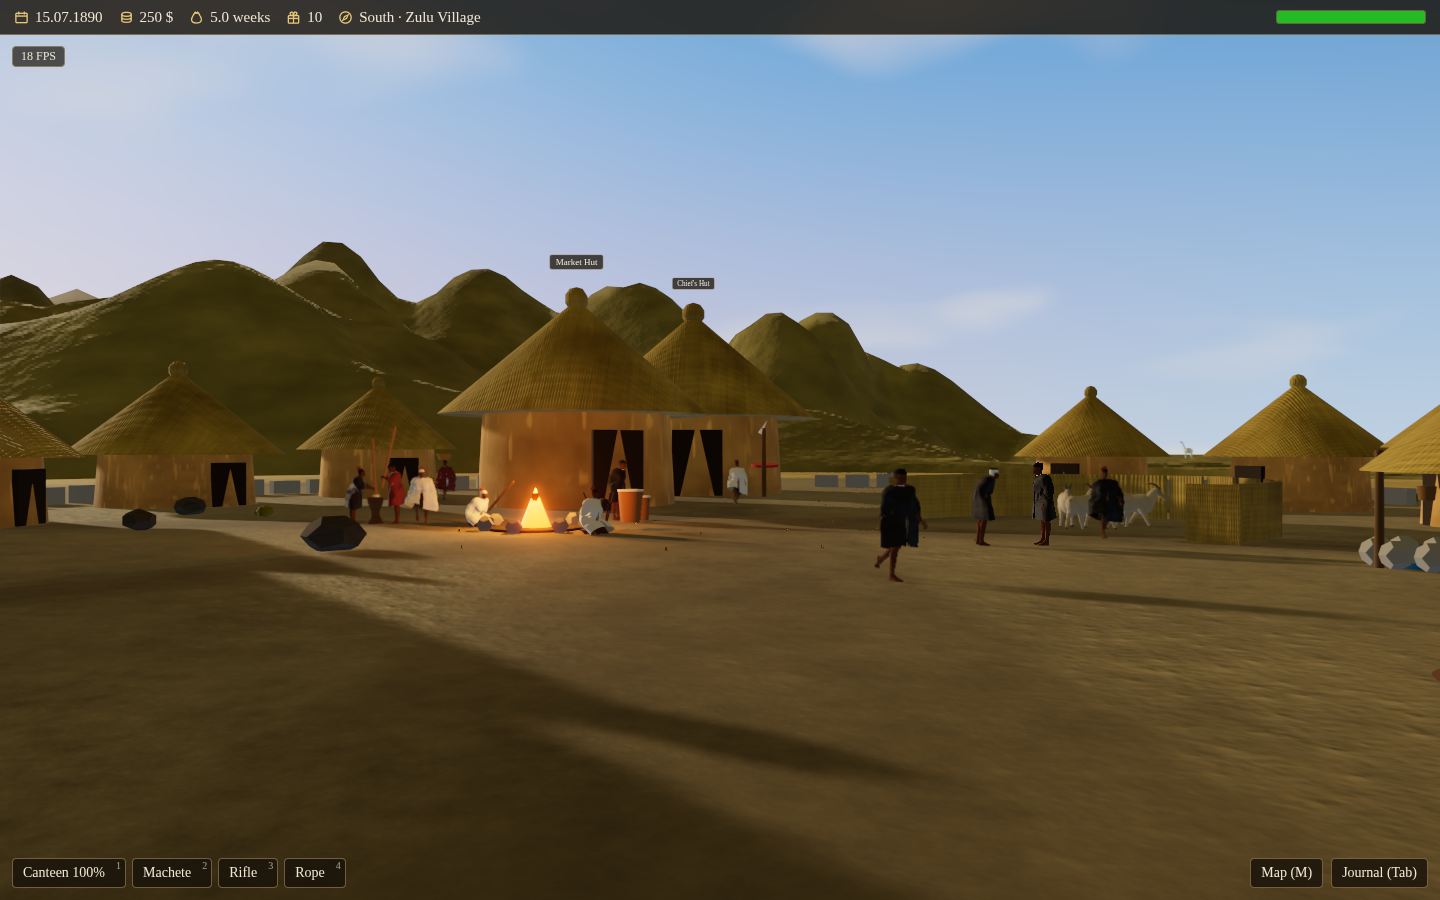 15.07.1890 250 $ 5.0 weeks 10 South · Zulu Village
18 FPS
Market Hut
Chief's Hut
Canteen 100% 1 Machete 2 Rifle 3 Rope 4 Map (M) Journal (Tab)